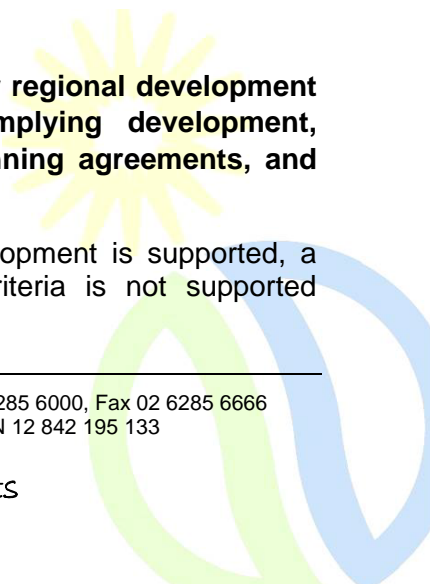 regional development
mplying development,
nning agreements, and
opment is supported, a
riteria is not supported
285 6000, Fax 02 6285 6666
N 12 842 195 133
ts